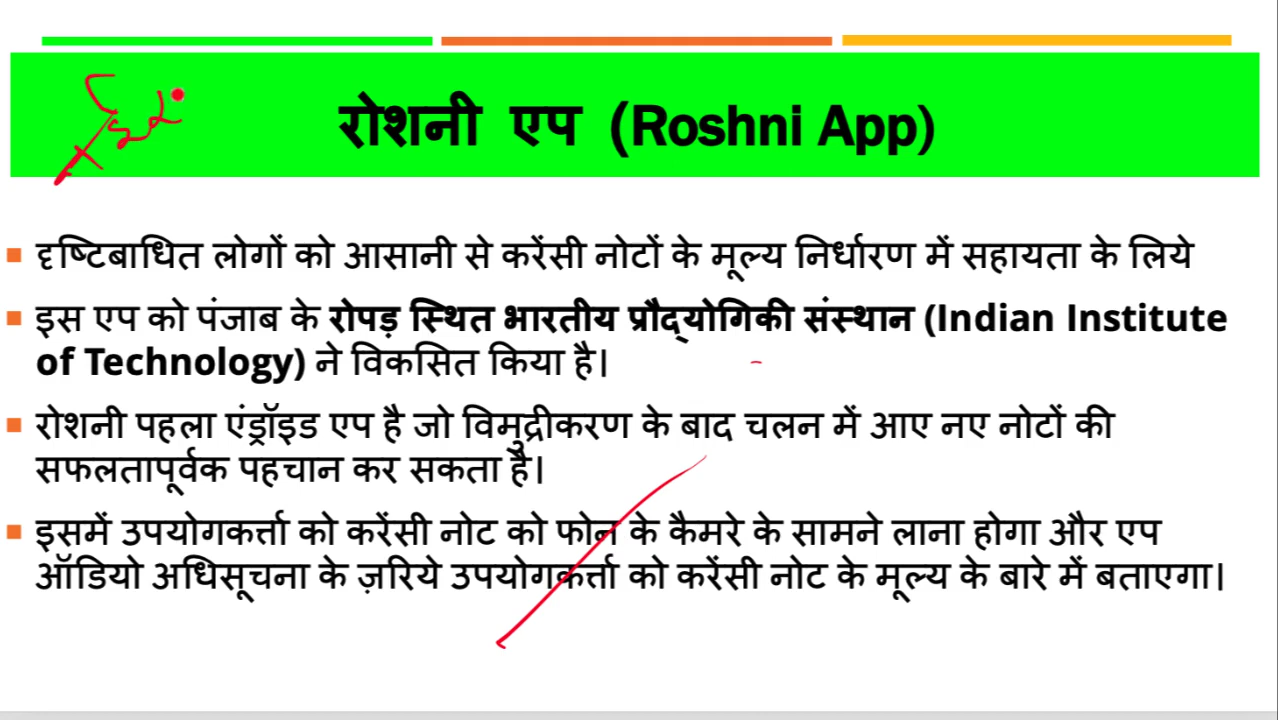 रोशनी एप (Roshni App)
दृष्टिबाधित लोगों को आसानी से करेंसी नोटों के मूल्य निर्धारण में सहायता के लिये
इस एप को पंजाब के रोपड़ स्थित भारतीय प्रौद्योगिकी संस्थान (Indian Institute
of Technology) ने विकसित किया है।
रोशनी पहला एंड्रॉइड एप है जो विमुद्रीकरण के बाद चलन में आए नए नोटों की
सफलतापूर्वक पहचान कर सकता है।
इसमें उपयोगकर्त्ता को करेंसी नोट को फोन के कैमरे के सामने लाना होगा और एप
ऑडियो अधिसूचना के ज़रिये उपयोगकर्त्ता को करेंसी नोट के मूल्य के बारे में बताएगा।